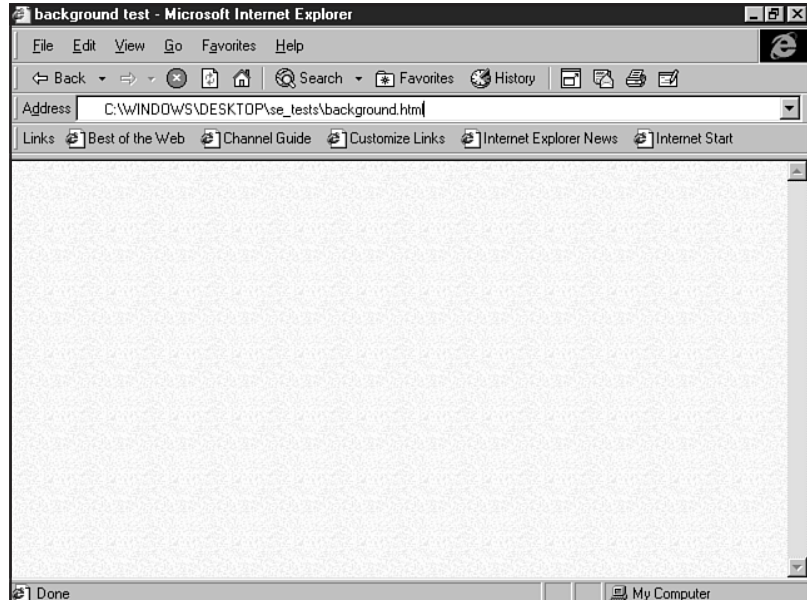 background test - Microsoft Internet Explorer
File Edit View Go Favorites Help
Back Search Favorites History
Address C:\WINDOWS\DESKTOP\se_tests\background.html
Links Best of the Web Channel Guide Customize Links Internet Explorer News Internet Start
Done My Computer